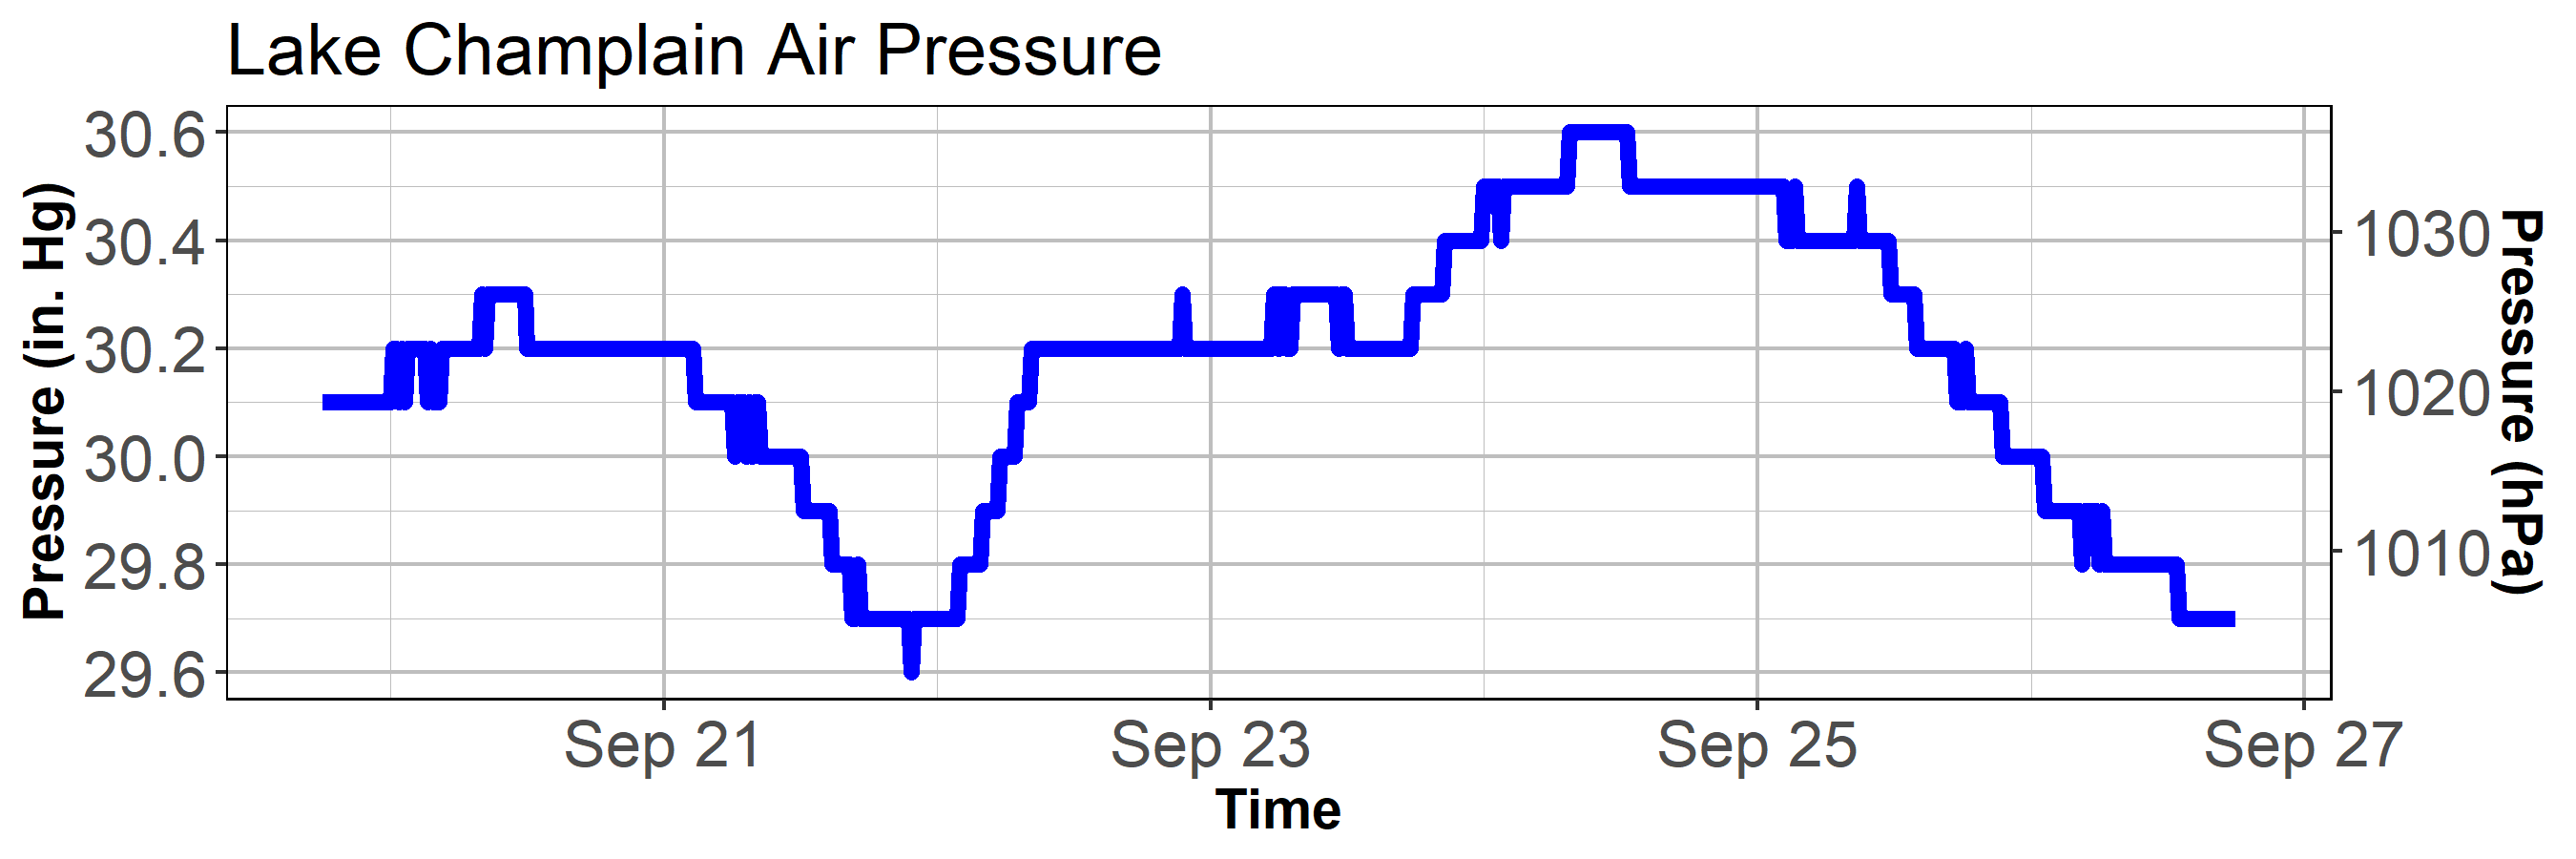 Lake Champlain Air Pressure
Pressure (in. Hg)
30.6
30.4
30.2
30.0
29.8
29.6
1030
1020
1010
Pressure (hPa)
Sep 21 Sep 23 Sep 25 Sep 27
Time